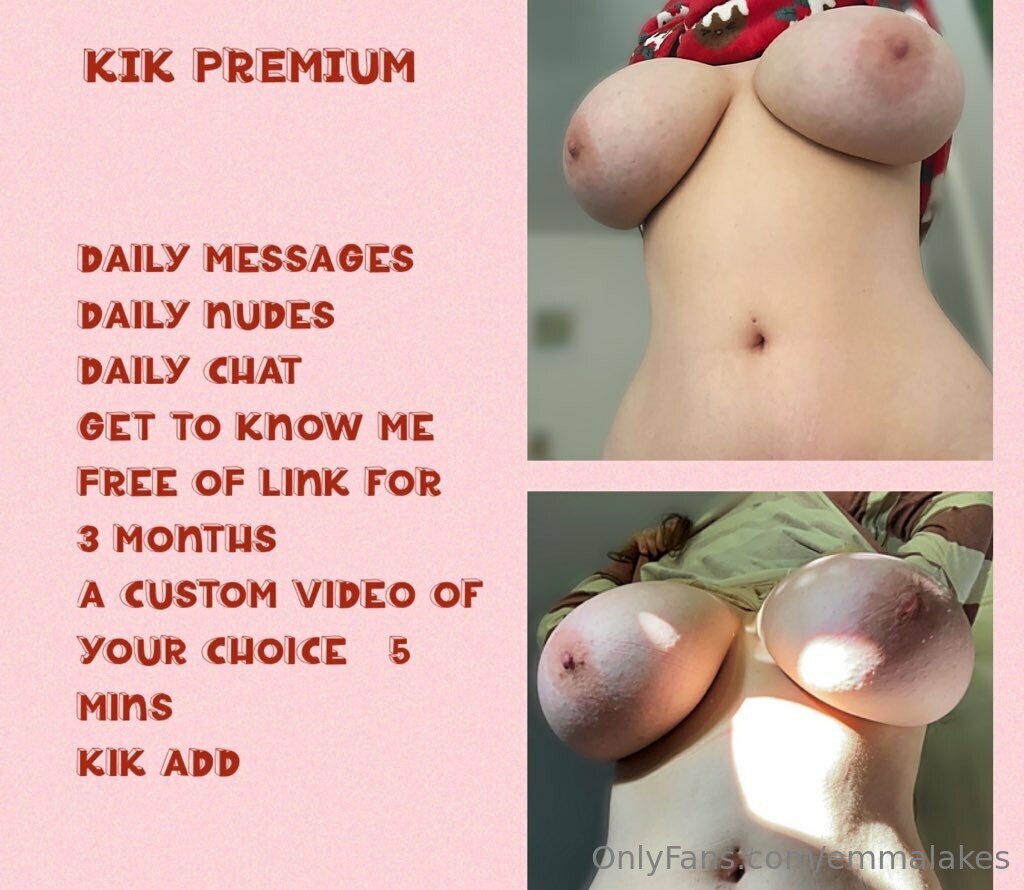 KIK PREMIUM
DAILY MESSAGES
DAILY NUDES
DAILY CHAT
GET TO KNOW ME
FREE OF LINK FOR
3 MONTHS
A CUSTOM VIDEO OF
YOUR CHOICE 5
MINS
KIK ADD
OnlyFans.com/emmalakes